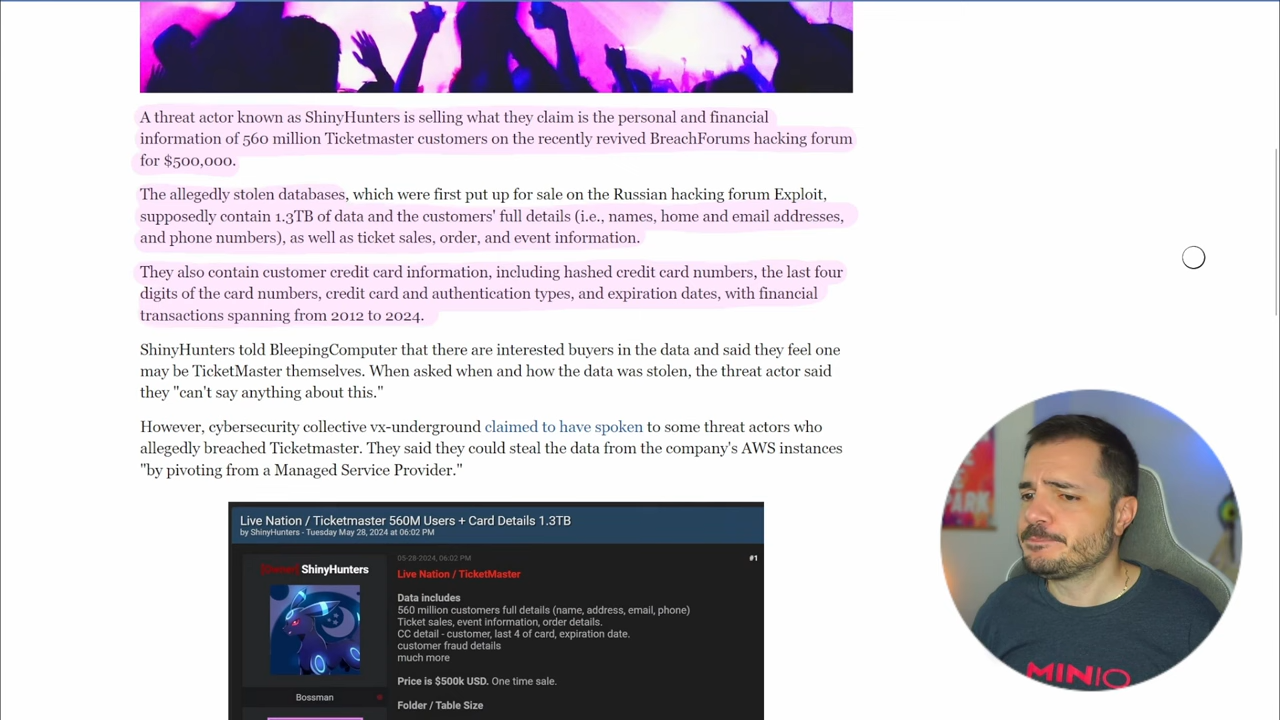 A threat actor known as ShinyHunters is selling what they claim is the personal and financial
information of 560 million Ticketmaster customers on the recently revived BreachForums hacking forum
for $500,000.
The allegedly stolen databases, which were first put up for sale on the Russian hacking forum Exploit,
supposedly contain 1.3TB of data and the customers' full details (i.e., names, home and email addresses,
and phone numbers), as well as ticket sales, order, and event information.
They also contain customer credit card information, including hashed credit card numbers, the last four
digits of the card numbers, credit card and authentication types, and expiration dates, with financial
transactions spanning from 2012 to 2024.
ShinyHunters told BleepingComputer that there are interested buyers in the data and said they feel one
may be TicketMaster themselves. When asked when and how the data was stolen, the threat actor said
they "can't say anything about this."
However, cybersecurity collective vx-underground claimed to have spoken to some threat actors who
allegedly breached Ticketmaster. They said they could steal the data from the company's AWS instances
"by pivoting from a Managed Service Provider."
Live Nation / Ticketmaster 560M Users + Card Details 1.3TB
by ShinyHunters - Tuesday May 28, 2024 at 06:02 PM
05-28-2024, 06:02 PM
#1
ShinyHunters
Live Nation / TicketMaster
Data includes
560 million customers full details (name, address, email, phone)
Ticket sales, event information, order details.
CC detail - customer, last 4 of card, expiration date.
customer fraud details
much more
Price is $500k USD. One time sale.
Bossman
Folder / Table Size
PARK
MINIO